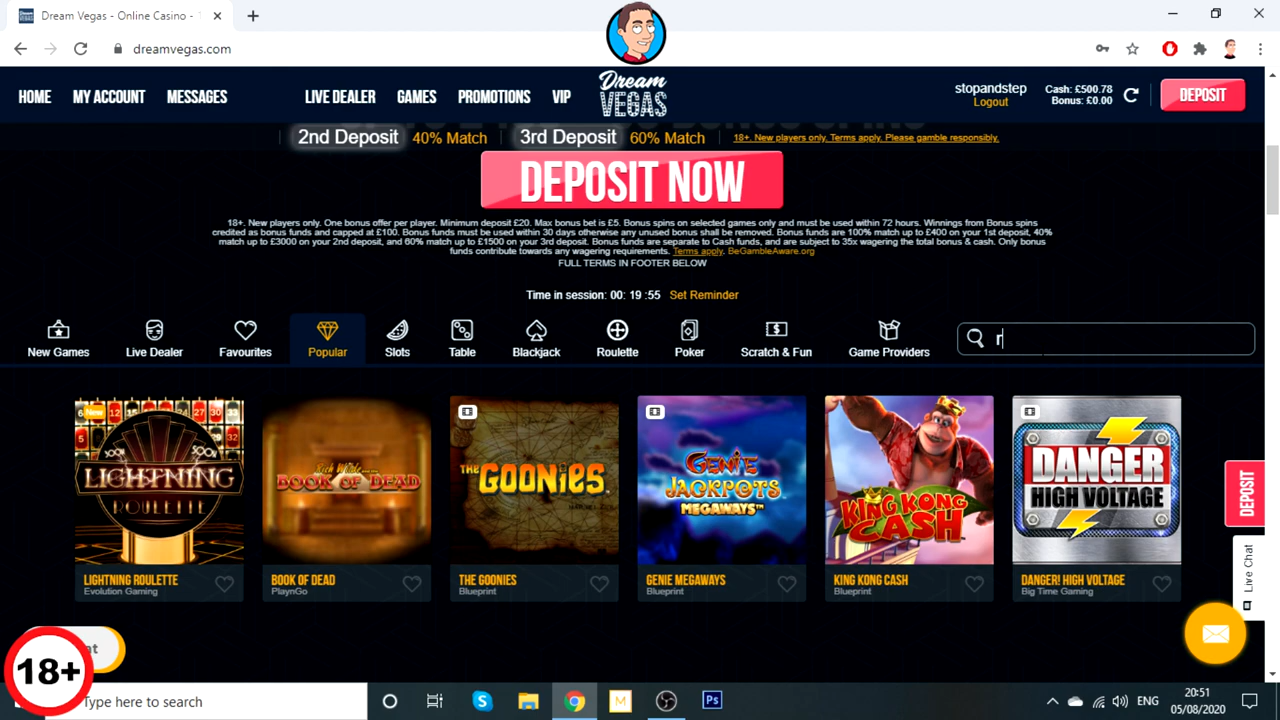 Dream Vegas - Online Casino - 1
dreamvegas.com
HOME
MY ACCOUNT
MESSAGES
LIVE DEALER
GAMES
PROMOTIONS
VIP
Dream
VEGAS
stopandstep
Logout
Cash: £500.78
Bonus: £0.00
DEPOSIT
2nd Deposit 40% Match
3rd Deposit 60% Match
18+. New players only. Terms apply. Please gamble responsibly.
DEPOSIT NOW
18+. New players only. One bonus offer per player. Minimum deposit £20. Max bonus bet is £5. Bonus spins on selected games only and must be used within 72 hours. Winnings from Bonus spins
credited as bonus funds and capped at £100. Bonus funds must be used within 30 days otherwise any unused bonus shall be removed. Bonus funds are 100% match up to £400 on your 1st deposit, 40%
match up to £3000 on your 2nd deposit, and 60% match up to £1500 on your 3rd deposit. Bonus funds are separate to Cash funds, and are subject to 35x wagering the total bonus & cash. Only bonus
funds contribute towards any wagering requirements. Terms apply. BeGambleAware.org
FULL TERMS IN FOOTER BELOW
Time in session: 00: 19 :55 Set Reminder
New Games
Live Dealer
Favourites
Popular
Slots
Table
Blackjack
Roulette
Poker
Scratch & Fun
Game Providers
r
New
LIGHTNING
ROULETTE
Rich Wilde
BOOK OF DEAD
THE
GOONIES
GENIE
JACKPOTS
MEGAWAYS™
KING KONG
CASH
DANGER
HIGH VOLTAGE
LIGHTNING ROULETTE
Evolution Gaming
BOOK OF DEAD
PlaynGo
THE GOONIES
Blueprint
GENIE MEGAWAYS
Blueprint
KING KONG CASH
Blueprint
DANGER! HIGH VOLTAGE
Big Time Gaming
DEPOSIT
Live Chat
18+
Type here to search
M
Ps
ENG
20:51
05/08/2020